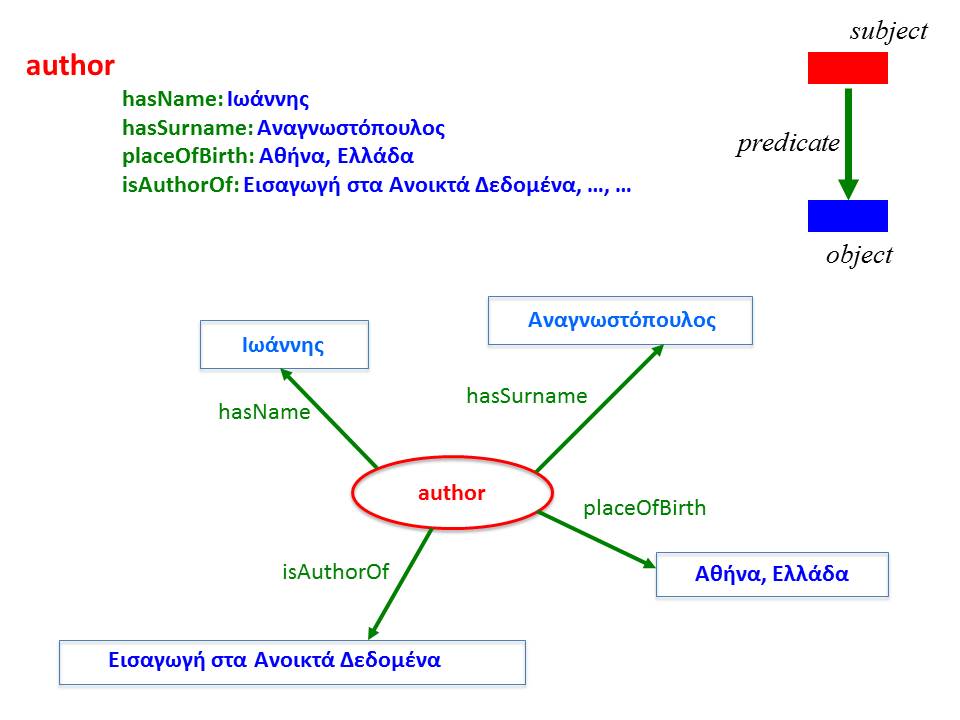 subject
author
hasName: Ιωάννης
hasSurname: Αναγνωστόπουλος
placeOfBirth: Αθήνα, Ελλάδα
isAuthorOf: Εισαγωγή στα Ανοικτά Δεδομένα, ..., ...
predicate
object
Αναγνωστόπουλος
Ιωάννης
hasSurname
hasName
author
placeOfBirth
isAuthorOf
Αθήνα, Ελλάδα
Εισαγωγή στα Ανοικτά Δεδομένα